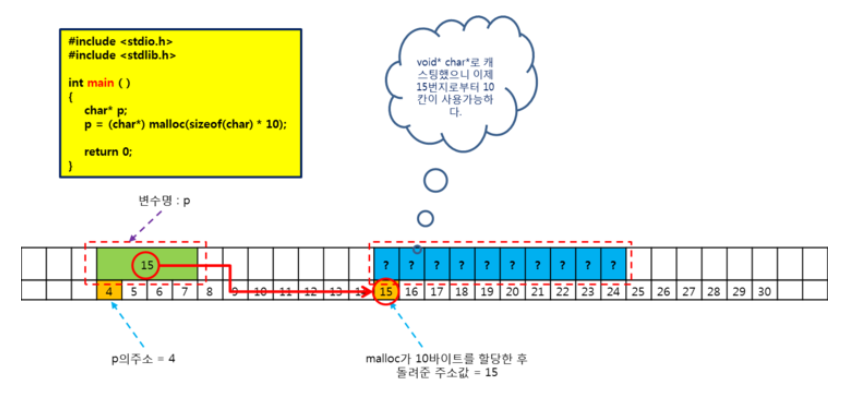 #include <stdio.h>
#include <stdlib.h>
int main ( )
{
char* p;
p = (char*) malloc(sizeof(char) * 10);
return 0;
}
void* char*로 캐
스팅했으니 이제
15번지로부터 10
칸이 사용가능하
다.
변수명 : p
15
? ? ? ? ? ? ? ? ? ?
4 5 6 7 8 9 10 11 12 13 15 16 17 18 19 20 21 22 23 24 25 26 27 28 29 30
p의주소 = 4
malloc가 10바이트를 할당한 후
돌려준 주소값 = 15